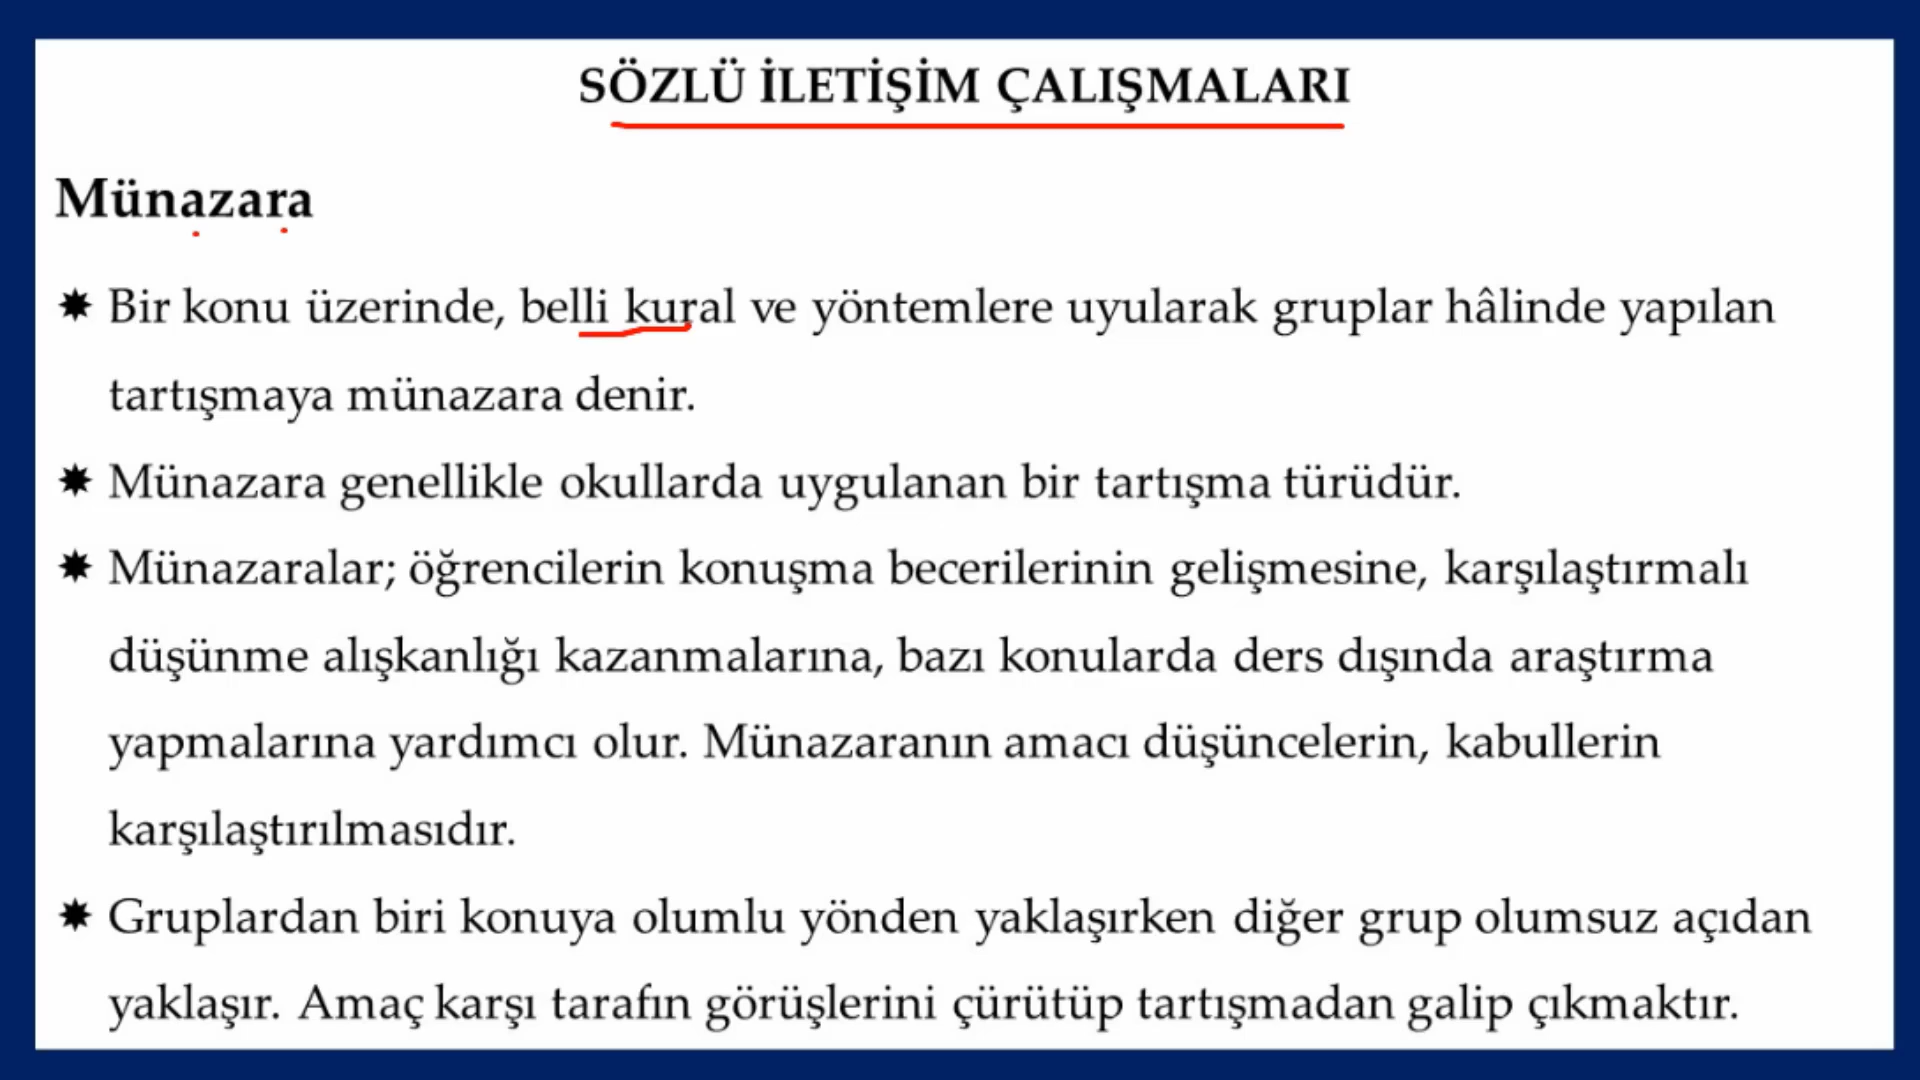 SÖZLÜ İLETİŞİM ÇALIŞMALARI
Münazara
✸ Bir konu üzerinde, belli kural ve yöntemlere uyularak gruplar hâlinde yapılan
tartışmaya münazara denir.
✸ Münazara genellikle okullarda uygulanan bir tartışma türüdür.
✸ Münazaralar; öğrencilerin konuşma becerilerinin gelişmesine, karşılaştırmalı
düşünme alışkanlığı kazanmalarına, bazı konularda ders dışında araştırma
yapmalarına yardımcı olur. Münazaranın amacı düşüncelerin, kabullerin
karşılaştırılmasıdır.
✸ Gruplardan biri konuya olumlu yönden yaklaşırken diğer grup olumsuz açıdan
yaklaşır. Amaç karşı tarafın görüşlerini çürütüp tartışmadan galip çıkmaktır.